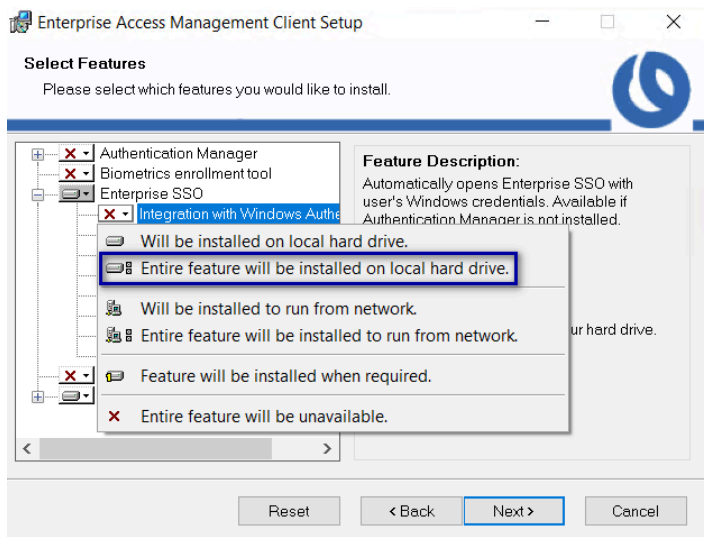 Enterprise Access Management Client Setup
Select Features
Please select which features you would like to install.
Authentication Manager
Biometrics enrollment tool
Enterprise SSO
Integration with Windows Authe
Will be installed on local hard drive.
Entire feature will be installed on local hard drive.
Will be installed to run from network.
Entire feature will be installed to run from network.
Feature will be installed when required.
Entire feature will be unavailable.
Feature Description:
Automatically opens Enterprise SSO with
user's Windows credentials. Available if
Authentication Manager is not installed.
ur hard drive.
Reset
< Back
Next >
Cancel